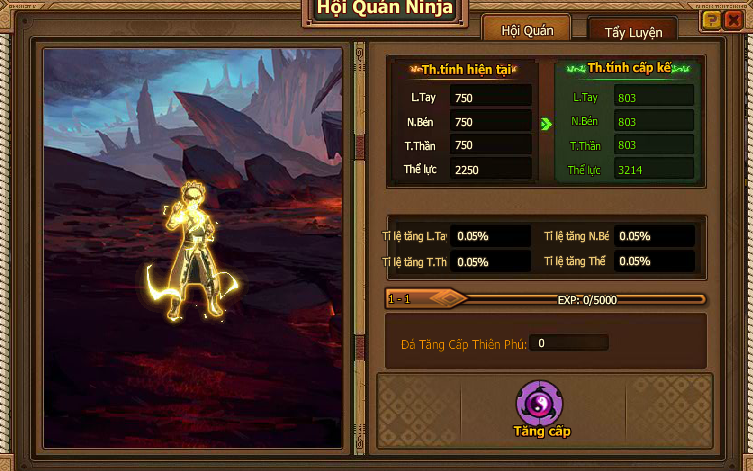 Hội Quán Ninja
Hội Quán
Tẩy Luyện
?
Th.tính hiện tại
Th.tính cấp kế
L.Tay 750
L.Tay 803
N.Bén 750
N.Bén 803
T.Thần 750
T.Thần 803
Thể lực 2250
Thể lực 3214
Tỉ lệ tăng L.Tay 0.05%
Tỉ lệ tăng N.Bé 0.05%
Tỉ lệ tăng T.Th 0.05%
Tỉ lệ tăng Thể 0.05%
1 - 1
EXP: 0/5000
Đá Tăng Cấp Thiên Phú: 0
Tăng cấp